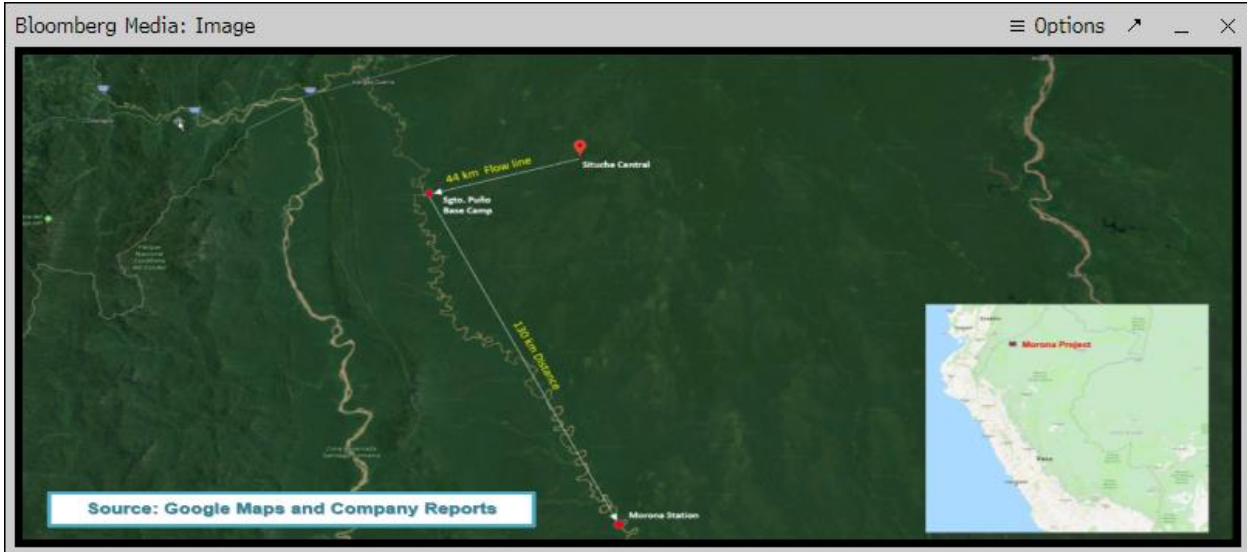 Bloomberg Media: Image
Options
44 km Flow line
Situche Central
Sgto. Puño
Base Camp
130 km Distance
Morona Station
Morona Project
Source: Google Maps and Company Reports